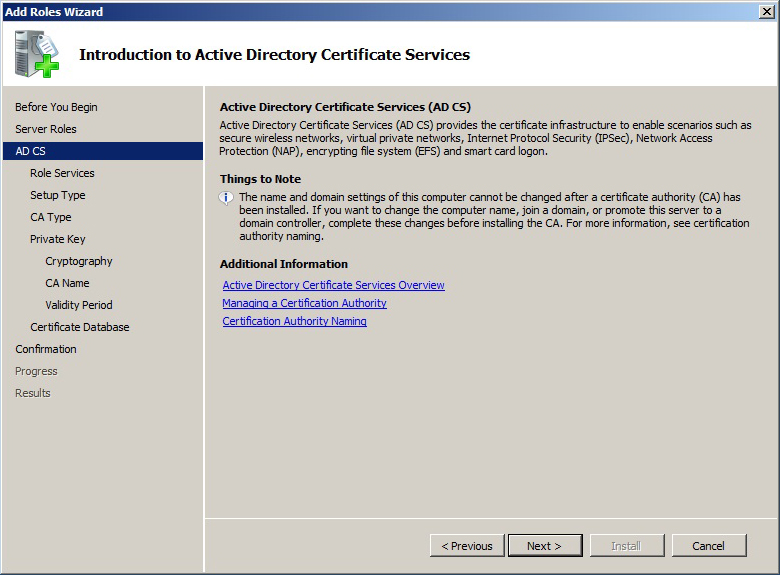 Add Roles Wizard
Introduction to Active Directory Certificate Services
Before You Begin
Server Roles
AD CS
Role Services
Setup Type
CA Type
Private Key
Cryptography
CA Name
Validity Period
Certificate Database
Confirmation
Progress
Results
Active Directory Certificate Services (AD CS)
Active Directory Certificate Services (AD CS) provides the certificate infrastructure to enable scenarios such as
secure wireless networks, virtual private networks, Internet Protocol Security (IPSec), Network Access
Protection (NAP), encrypting file system (EFS) and smart card logon.
Things to Note
The name and domain settings of this computer cannot be changed after a certificate authority (CA) has
been installed. If you want to change the computer name, join a domain, or promote this server to a
domain controller, complete these changes before installing the CA. For more information, see certification
authority naming.
Additional Information
Active Directory Certificate Services Overview
Managing a Certification Authority
Certification Authority Naming
< Previous
Next >
Install
Cancel